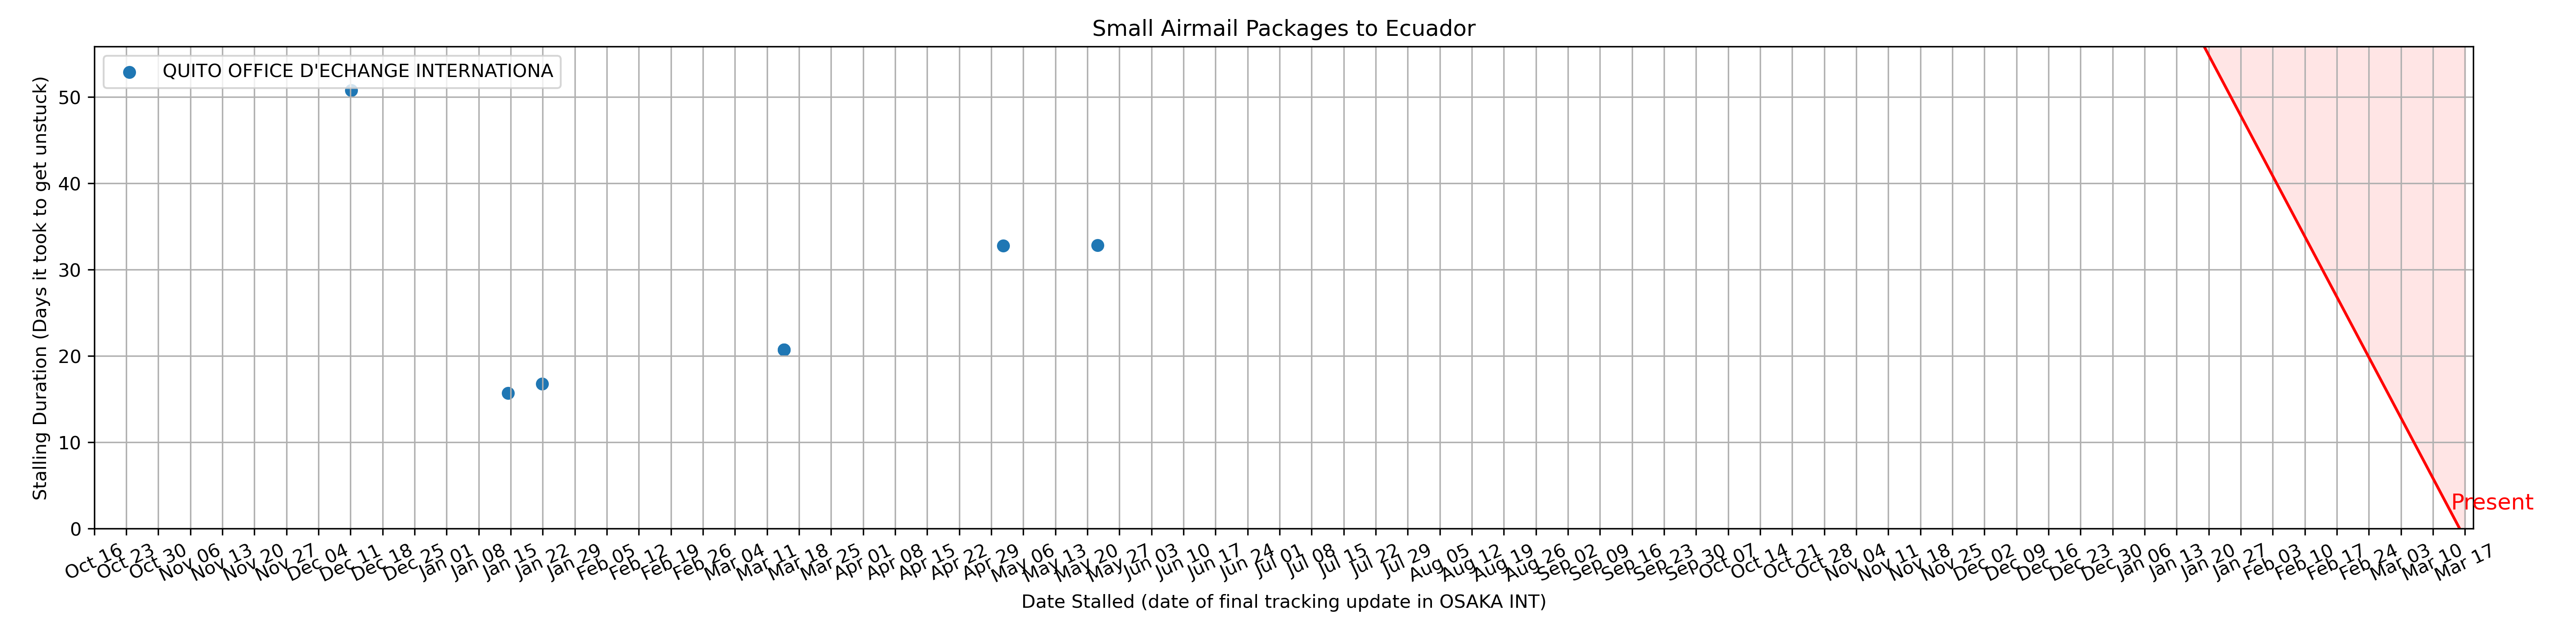 Small Airmail Packages to Ecuador
QUITO OFFICE D'ECHANGE INTERNATIONA
Stalling Duration (Days it took to get unstuck)
50
40
30
20
10
0
Present
Oct 16
Oct 23
Oct 30
Nov 06
Nov 13
Nov 20
Nov 27
Dec 04
Dec 11
Dec 18
Dec 25
Jan 01
Jan 08
Jan 15
Jan 22
Jan 29
Feb 05
Feb 12
Feb 19
Feb 26
Mar 04
Mar 11
Mar 18
Mar 25
Apr 01
Apr 08
Apr 15
Apr 22
Apr 29
May 06
May 13
May 20
May 27
Jun 03
Jun 10
Jun 17
Jun 24
Jul 01
Jul 08
Jul 15
Jul 22
Jul 29
Aug 05
Aug 12
Aug 19
Aug 26
Sep 02
Sep 09
Sep 16
Sep 23
Sep 30
Oct 07
Oct 14
Oct 21
Oct 28
Nov 04
Nov 11
Nov 18
Nov 25
Dec 02
Dec 09
Dec 16
Dec 23
Dec 30
Jan 06
Jan 13
Jan 20
Jan 27
Feb 03
Feb 10
Feb 17
Feb 24
Mar 03
Mar 10
Mar 17
Date Stalled (date of final tracking update in OSAKA INT)